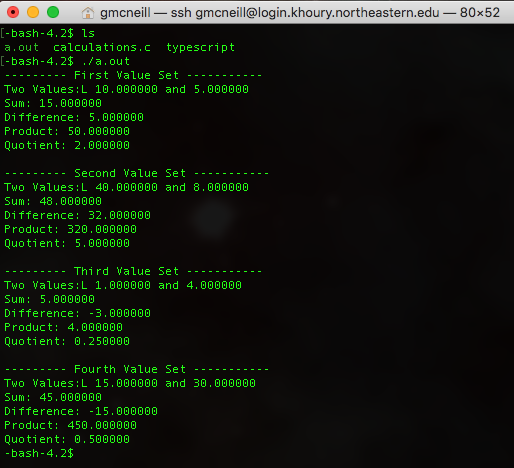 gmcneill — ssh gmcneill@login.khoury.northeastern.edu — 80×52
[-bash-4.2$ ls
a.out  calculations.c  typescript
[-bash-4.2$ ./a.out
--------- First Value Set -----------
Two Values:L 10.000000 and 5.000000
Sum: 15.000000
Difference: 5.000000
Product: 50.000000
Quotient: 2.000000

--------- Second Value Set -----------
Two Values:L 40.000000 and 8.000000
Sum: 48.000000
Difference: 32.000000
Product: 320.000000
Quotient: 5.000000

--------- Third Value Set -----------
Two Values:L 1.000000 and 4.000000
Sum: 5.000000
Difference: -3.000000
Product: 4.000000
Quotient: 0.250000

--------- Fourth Value Set -----------
Two Values:L 15.000000 and 30.000000
Sum: 45.000000
Difference: -15.000000
Product: 450.000000
Quotient: 0.500000
-bash-4.2$